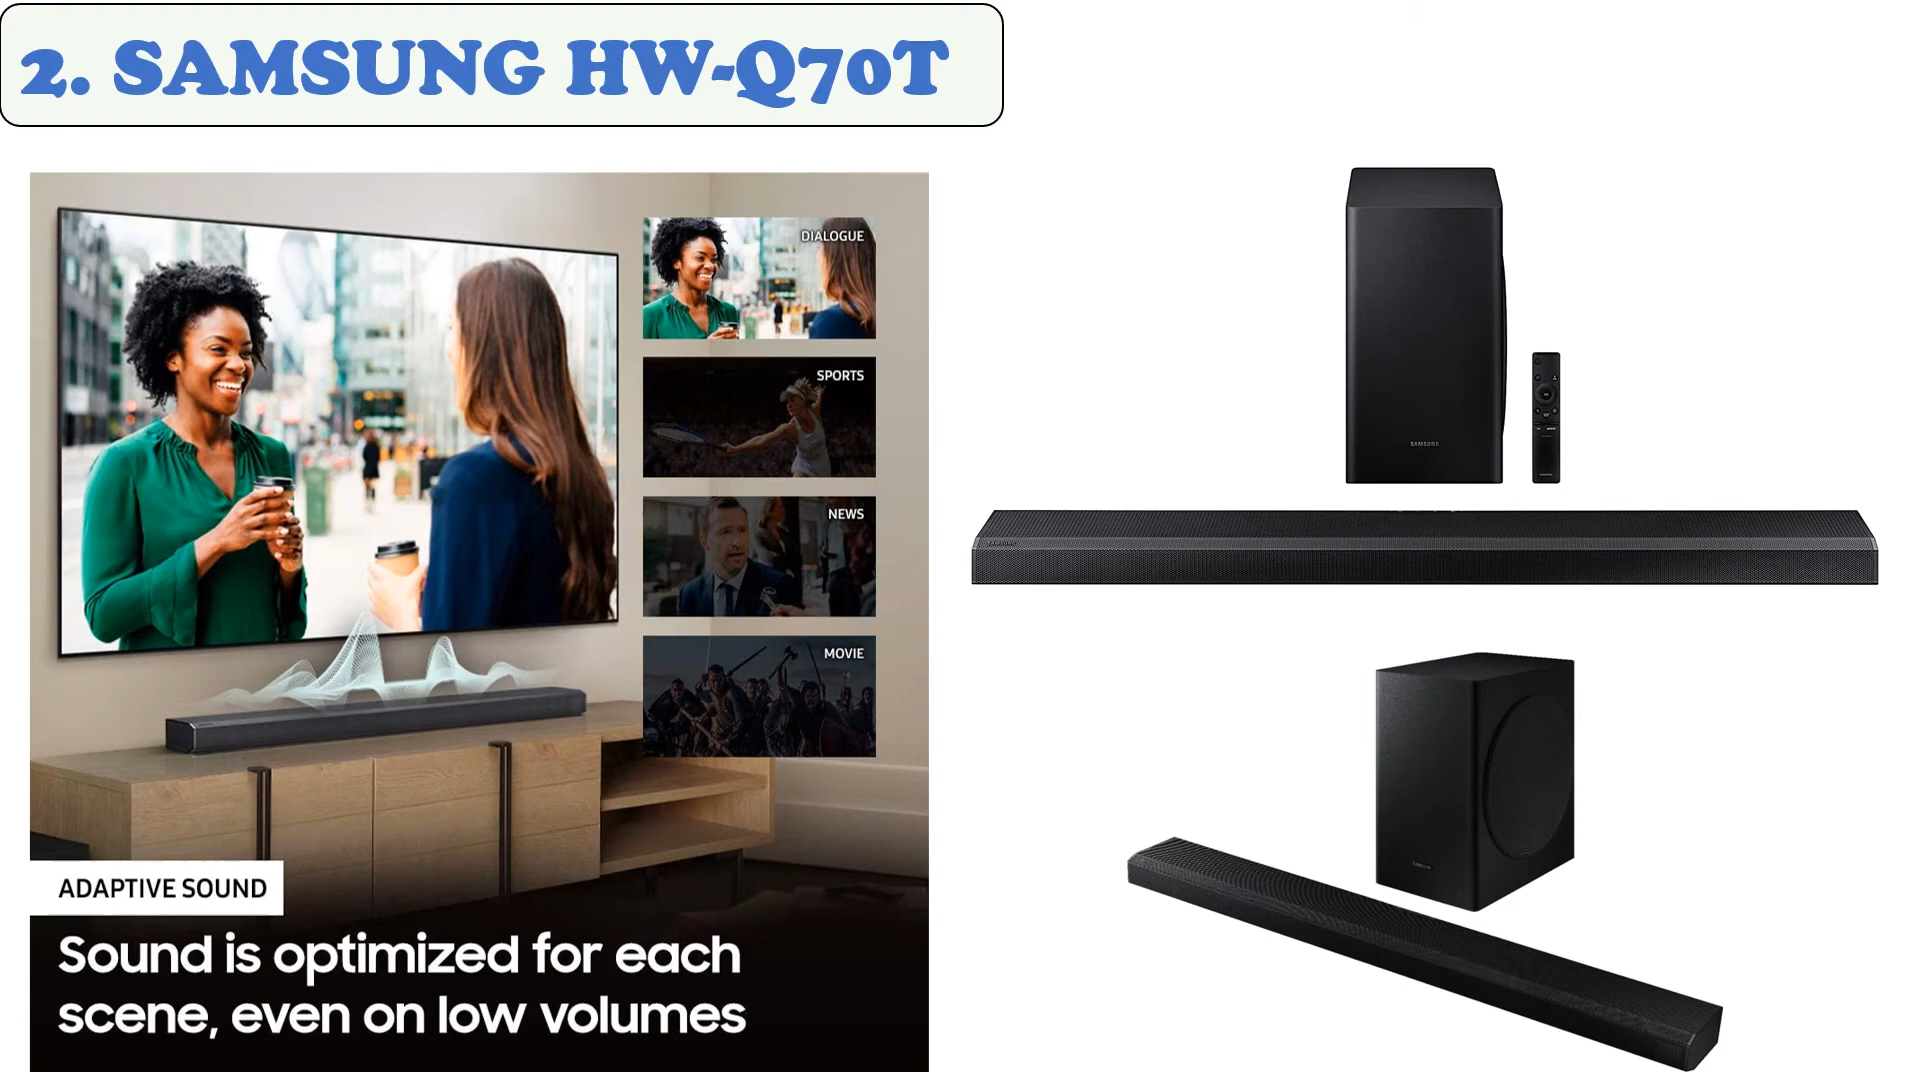 2. SAMSUNG HW-Q70T
DIALOGUE
SPORTS
NEWS
MOVIE
ADAPTIVE SOUND
Sound is optimized for each
scene, even on low volumes
SAMSUNG